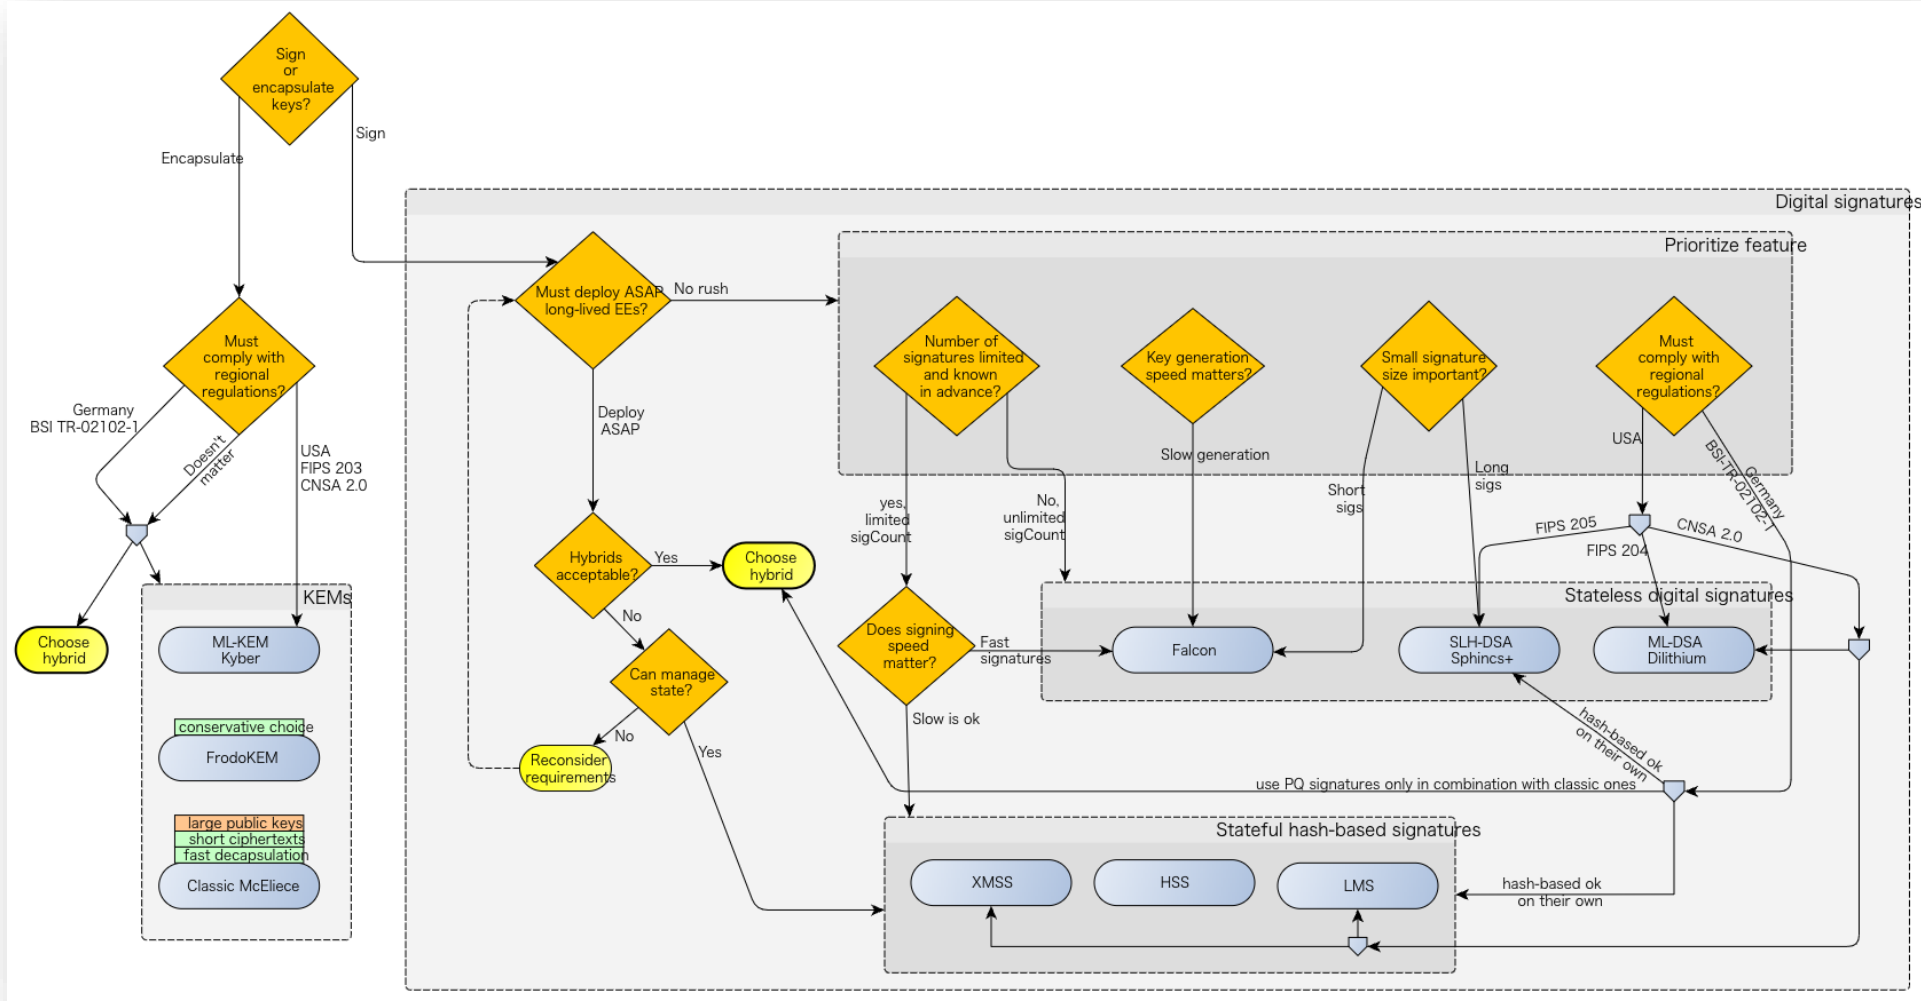 Sign
or
encapsulate
keys?
Sign
Encapsulate
Must
comply with
regional
regulations?
Germany
BSI TR-02102-1
Doesn't
matter
USA
FIPS 203
CNSA 2.0
Choose
hybrid
KEMs
ML-KEM
Kyber
conservative choice
FrodoKEM
large public keys
short ciphertexts
fast decapsulation
Classic McEliece
Digital signatures
Must deploy ASAP
long-lived EEs?
No rush
Deploy
ASAP
Hybrids
acceptable?
Yes
Choose
hybrid
No
Can manage
state?
No
Yes
Reconsider
requirements
Prioritize feature
Number of
signatures limited
and known
in advance?
Key generation
speed matters?
Small signature
size important?
Must
comply with
regional
regulations?
yes,
limited
sigCount
No,
unlimited
sigCount
Slow generation
Short
sigs
Long
sigs
USA
Germany
BSI-TR-02102-1
FIPS 205
FIPS 204
CNSA 2.0
Does signing
speed
matter?
Fast
signatures
Slow is ok
Stateless digital signatures
Falcon
SLH-DSA
Sphincs+
ML-DSA
Dilithium
hash-based ok
on their own
use PQ signatures only in combination with classic ones
Stateful hash-based signatures
XMSS
HSS
LMS
hash-based ok
on their own